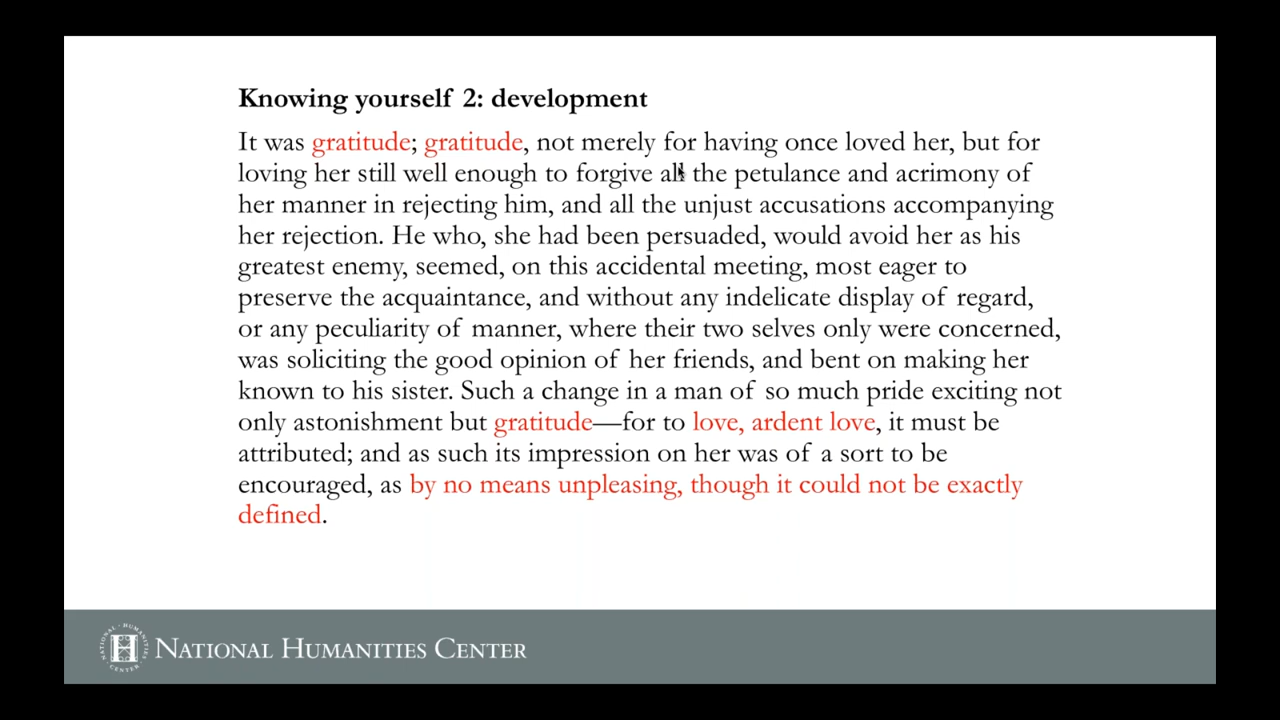 Knowing yourself 2: development
It was gratitude; gratitude, not merely for having once loved her, but for
loving her still well enough to forgive all the petulance and acrimony of
her manner in rejecting him, and all the unjust accusations accompanying
her rejection. He who, she had been persuaded, would avoid her as his
greatest enemy, seemed, on this accidental meeting, most eager to
preserve the acquaintance, and without any indelicate display of regard,
or any peculiarity of manner, where their two selves only were concerned,
was soliciting the good opinion of her friends, and bent on making her
known to his sister. Such a change in a man of so much pride exciting not
only astonishment but gratitude—for to love, ardent love, it must be
attributed; and as such its impression on her was of a sort to be
encouraged, as by no means unpleasing, though it could not be exactly
defined.
NATIONAL HUMANITIES CENTER
NATIONAL HUMANITIES CENTER